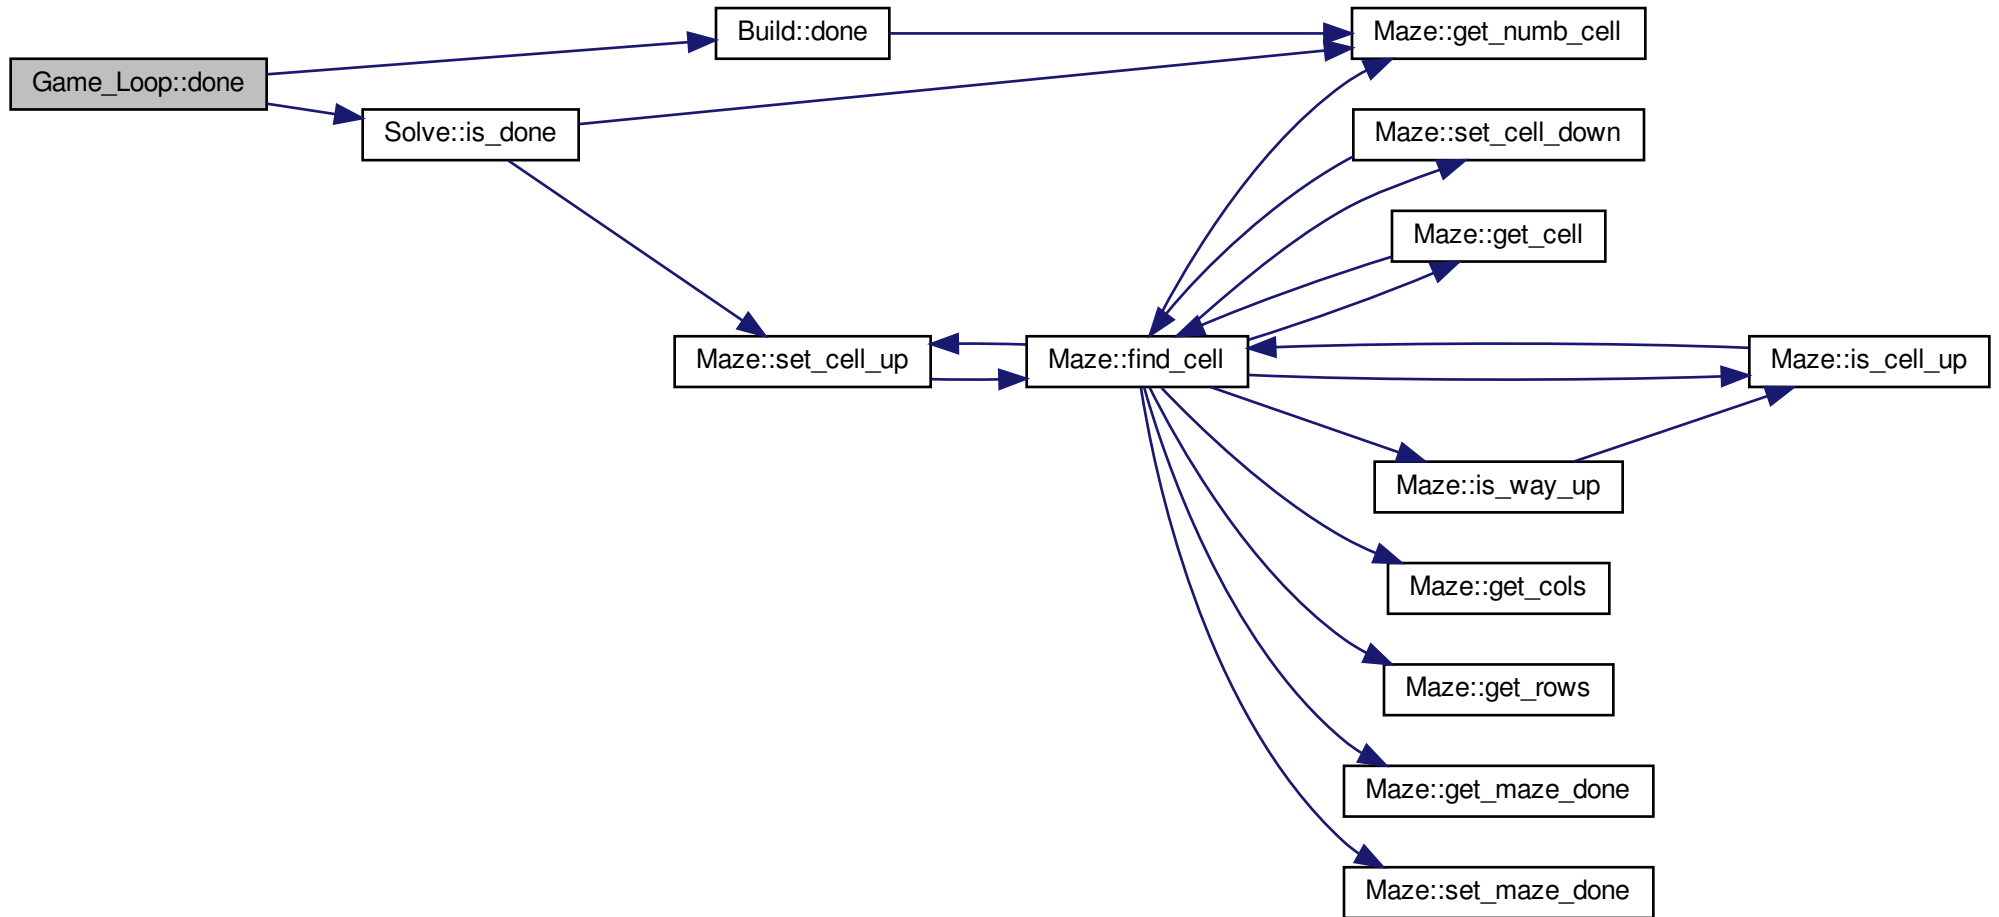 Build::done
Maze::get_numb_cell
Game_Loop::done
Solve::is_done
Maze::set_cell_down
Maze::get_cell
Maze::set_cell_up
Maze::find_cell
Maze::is_cell_up
Maze::is_way_up
Maze::get_cols
Maze::get_rows
Maze::get_maze_done
Maze::set_maze_done